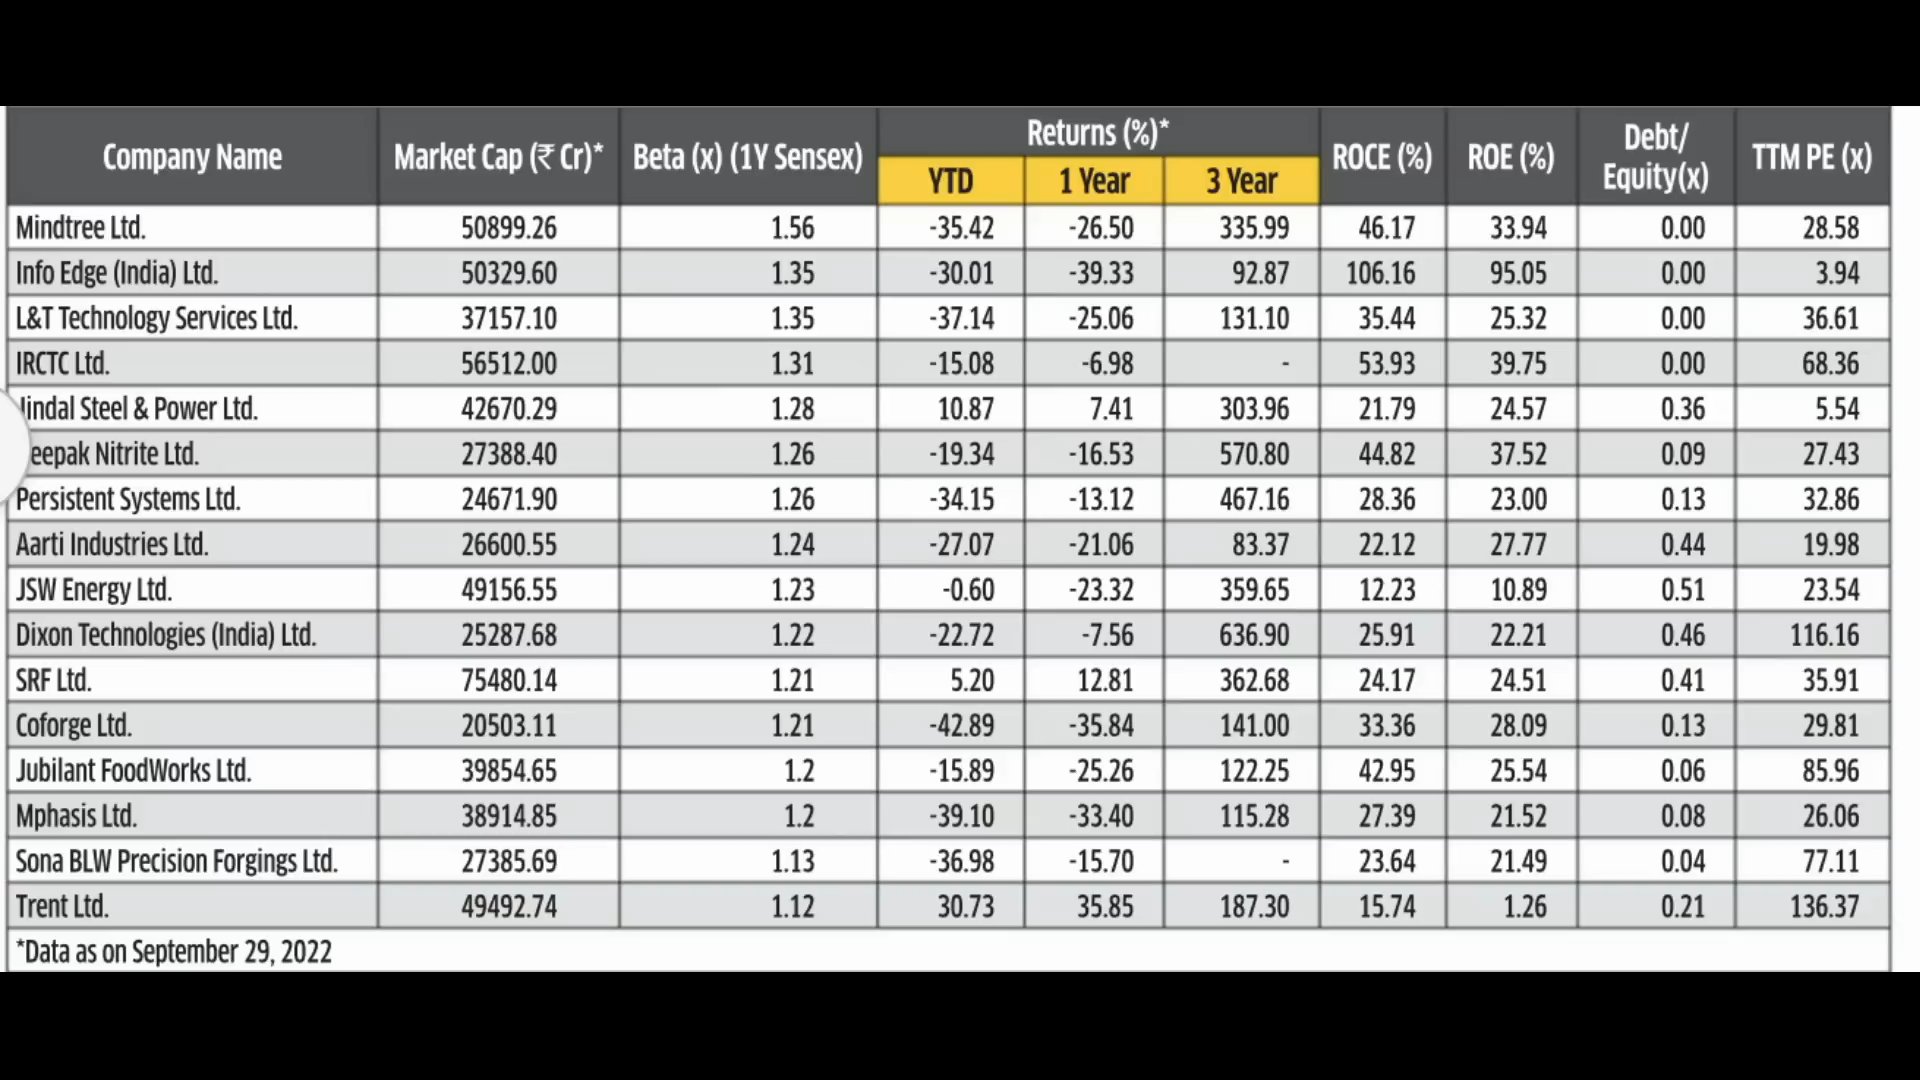 Company Name Market Cap (₹ Cr)* Beta (x) (1Y Sensex) Returns (%)* YTD 1 Year 3 Year ROCE (%) ROE (%) Debt/ Equity(x) TTM PE (x)
Mindtree Ltd. 50899.26 1.56 -35.42 -26.50 335.99 46.17 33.94 0.00 28.58
Info Edge (India) Ltd. 50329.60 1.35 -30.01 -39.33 92.87 106.16 95.05 0.00 3.94
L&T Technology Services Ltd. 37157.10 1.35 -37.14 -25.06 131.10 35.44 25.32 0.00 36.61
IRCTC Ltd. 56512.00 1.31 -15.08 -6.98 - 53.93 39.75 0.00 68.36
Jindal Steel & Power Ltd. 42670.29 1.28 10.87 7.41 303.96 21.79 24.57 0.36 5.54
eepak Nitrite Ltd. 27388.40 1.26 -19.34 -16.53 570.80 44.82 37.52 0.09 27.43
Persistent Systems Ltd. 24671.90 1.26 -34.15 -13.12 467.16 28.36 23.00 0.13 32.86
Aarti Industries Ltd. 26600.55 1.24 -27.07 -21.06 83.37 22.12 27.77 0.44 19.98
JSW Energy Ltd. 49156.55 1.23 -0.60 -23.32 359.65 12.23 10.89 0.51 23.54
Dixon Technologies (India) Ltd. 25287.68 1.22 -22.72 -7.56 636.90 25.91 22.21 0.46 116.16
SRF Ltd. 75480.14 1.21 5.20 12.81 362.68 24.17 24.51 0.41 35.91
Coforge Ltd. 20503.11 1.21 -42.89 -35.84 141.00 33.36 28.09 0.13 29.81
Jubilant FoodWorks Ltd. 39854.65 1.2 -15.89 -25.26 122.25 42.95 25.54 0.06 85.96
Mphasis Ltd. 38914.85 1.2 -39.10 -33.40 115.28 27.39 21.52 0.08 26.06
Sona BLW Precision Forgings Ltd. 27385.69 1.13 -36.98 -15.70 - 23.64 21.49 0.04 77.11
Trent Ltd. 49492.74 1.12 30.73 35.85 187.30 15.74 1.26 0.21 136.37
*Data as on September 29, 2022